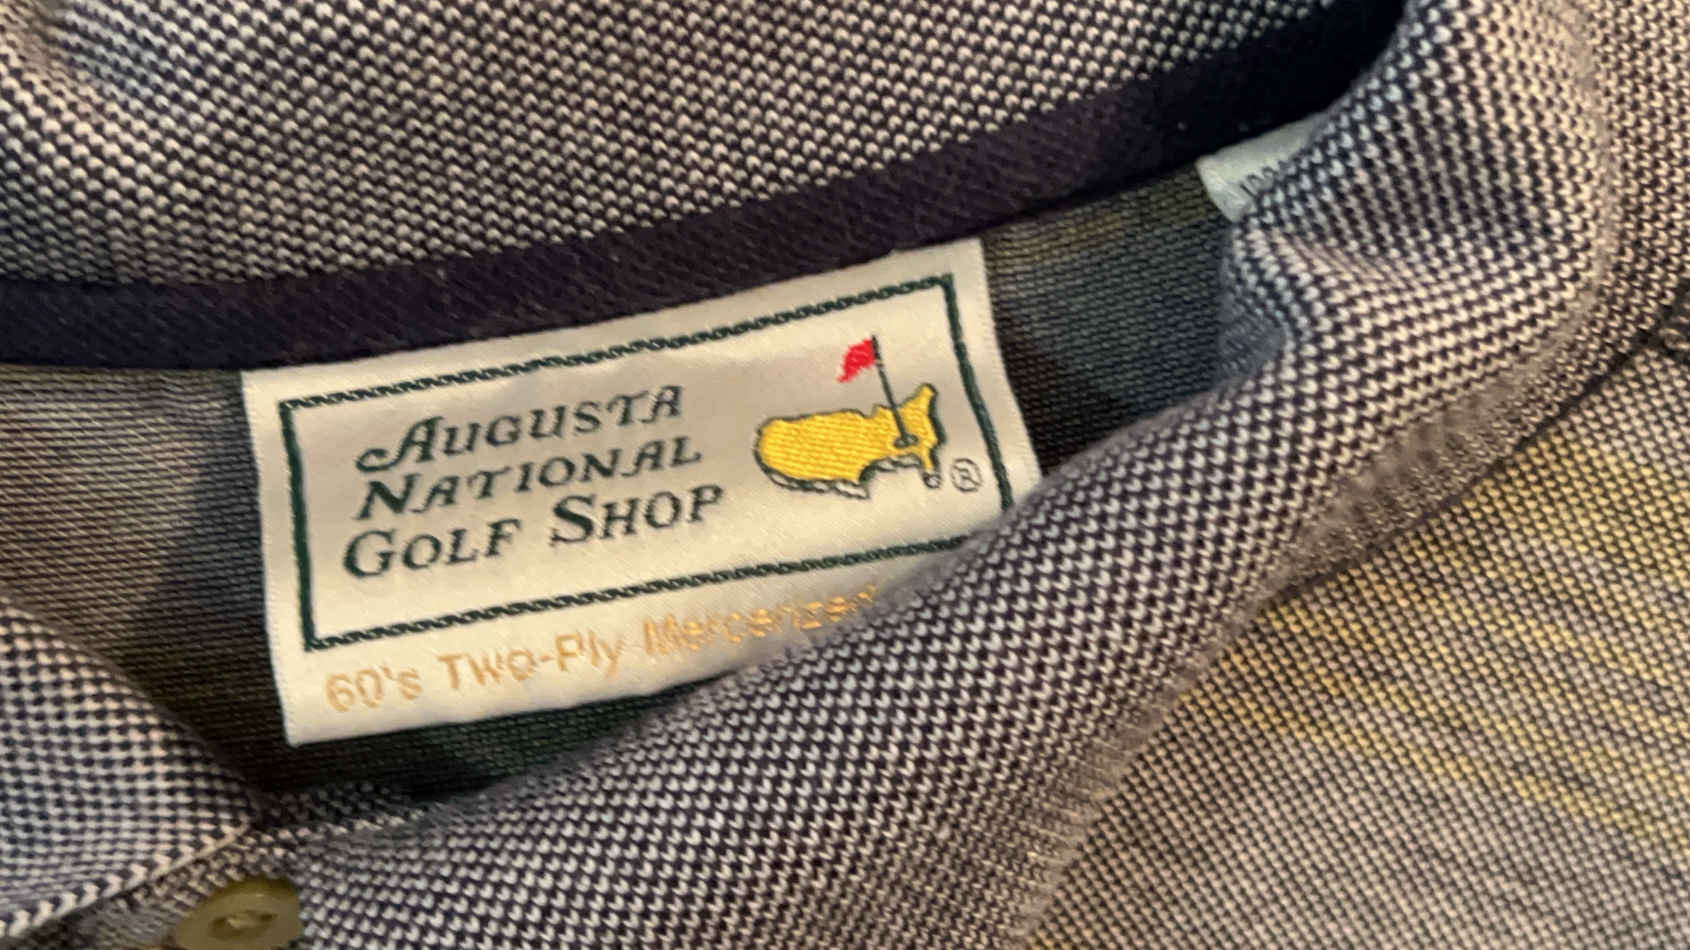 Augusta
National
Golf Shop
®
60's Two-Ply Mercerized